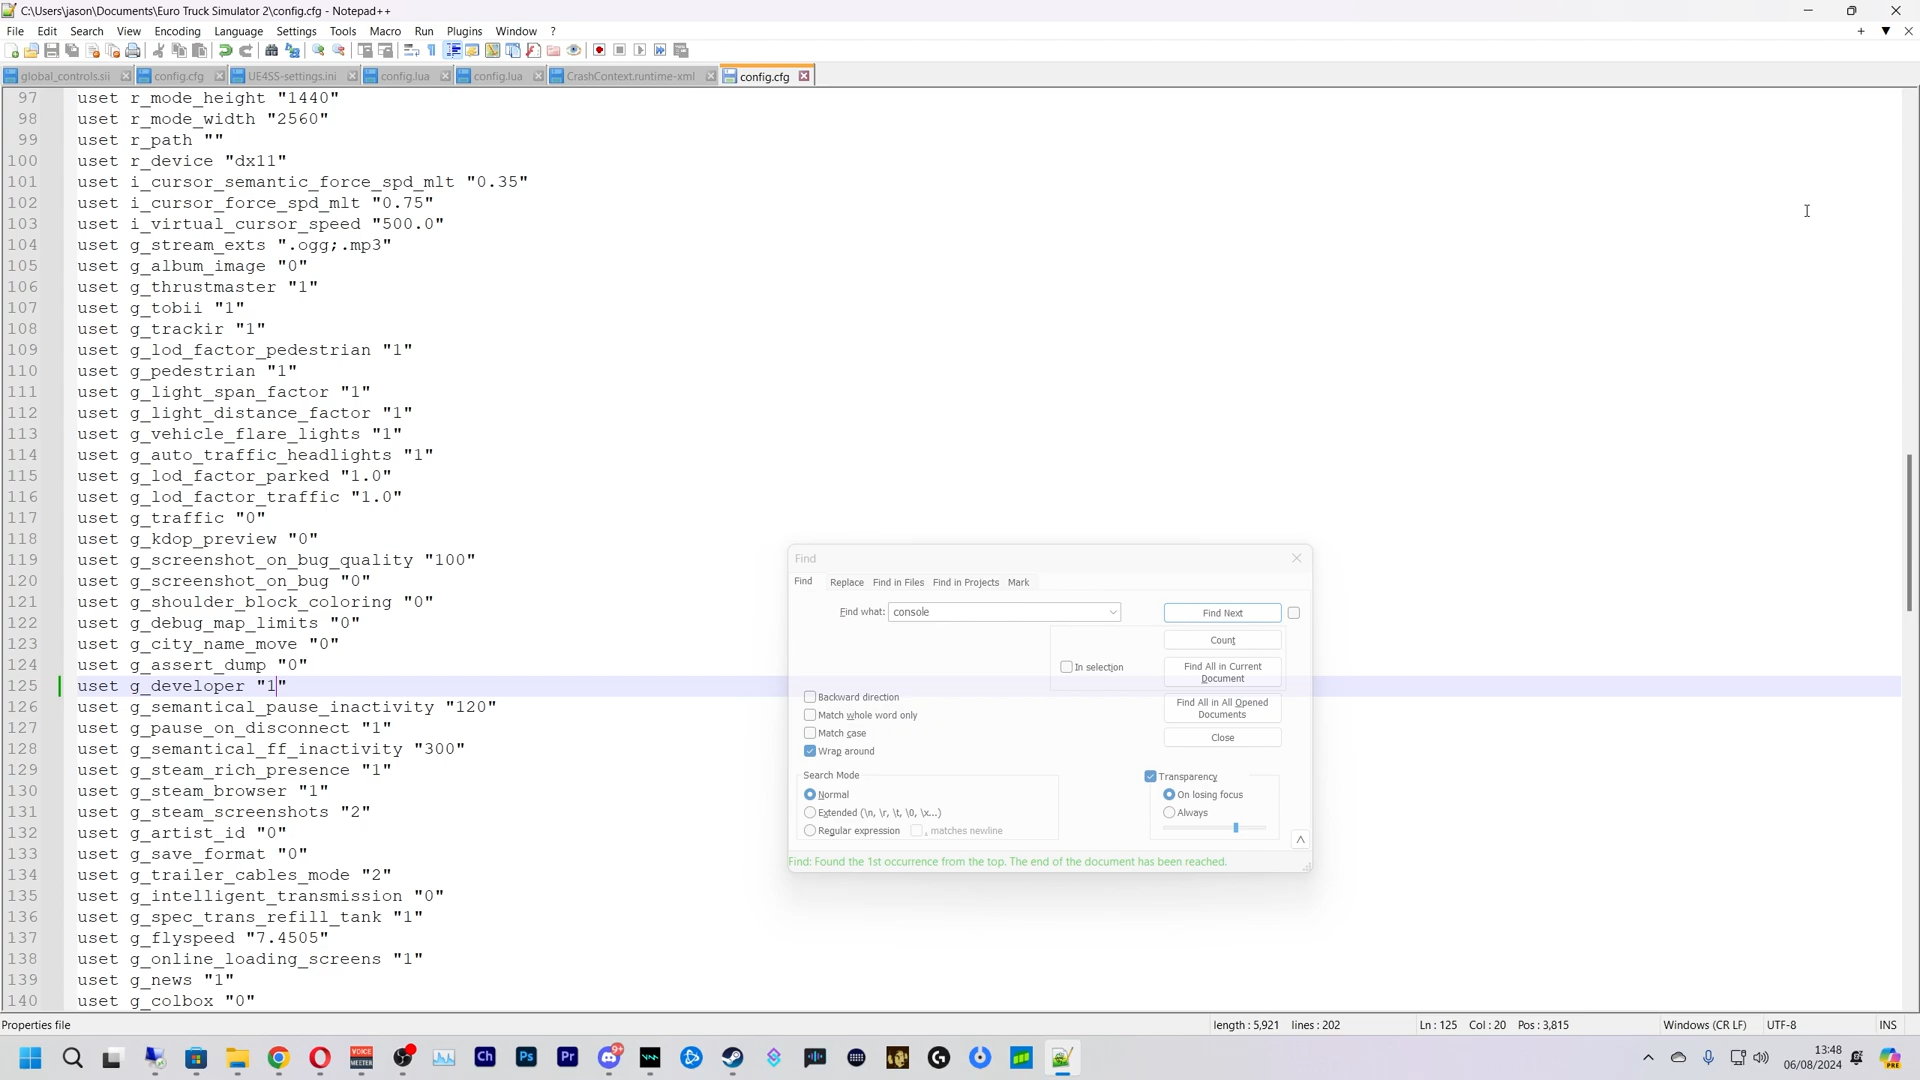 C:\Users\jason\Documents\Euro Truck Simulator 2\config.cfg - Notepad++
File Edit Search View Encoding Language Settings Tools Macro Run Plugins Window ?
global_controls.sii config.cfg UE4SS-settings.ini config.lua config.lua CrashContext.runtime-xml config.cfg
97 uset r_mode_height "1440"
98 uset r_mode_width "2560"
99 uset r_path ""
100 uset r_device "dx11"
101 uset i_cursor_semantic_force_spd_mlt "0.35"
102 uset i_cursor_force_spd_mlt "0.75"
103 uset i_virtual_cursor_speed "500.0"
104 uset g_stream_exts ".ogg;.mp3"
105 uset g_album_image "0"
106 uset g_thrustmaster "1"
107 uset g_tobii "1"
108 uset g_trackir "1"
109 uset g_lod_factor_pedestrian "1"
110 uset g_pedestrian "1"
111 uset g_light_span_factor "1"
112 uset g_light_distance_factor "1"
113 uset g_vehicle_flare_lights "1"
114 uset g_auto_traffic_headlights "1"
115 uset g_lod_factor_parked "1.0"
116 uset g_lod_factor_traffic "1.0"
117 uset g_traffic "0"
118 uset g_kdop_preview "0"
119 uset g_screenshot_on_bug_quality "100"
120 uset g_screenshot_on_bug "0"
121 uset g_shoulder_block_coloring "0"
122 uset g_debug_map_limits "0"
123 uset g_city_name_move "0"
124 uset g_assert_dump "0"
125 uset g_developer "1"
126 uset g_semantical_pause_inactivity "120"
127 uset g_pause_on_disconnect "1"
128 uset g_semantical_ff_inactivity "300"
129 uset g_steam_rich_presence "1"
130 uset g_steam_browser "1"
131 uset g_steam_screenshots "2"
132 uset g_artist_id "0"
133 uset g_save_format "0"
134 uset g_trailer_cables_mode "2"
135 uset g_intelligent_transmission "0"
136 uset g_spec_trans_refill_tank "1"
137 uset g_flyspeed "7.4505"
138 uset g_online_loading_screens "1"
139 uset g_news "1"
140 uset g_colbox "0"
Find
Find Replace Find in Files Find in Projects Mark
Find what: console Find Next
Count
In selection Find All in Current
Document
Backward direction Find All in All Opened
Match whole word only Documents
Match case Close
Wrap around
Search Mode Transparency
Normal On losing focus
Extended (\n, \r, \t, \0, \x...) Always
Regular expression . matches newline
Find: Found the 1st occurrence from the top. The end of the document has been reached.
Properties file length : 5,921 lines : 202 Ln : 125 Col : 20 Pos : 3,815 Windows (CR LF) UTF-8 INS
VOICE MEETER Ch Ps Pr 9+ PRE
13:48
06/08/2024